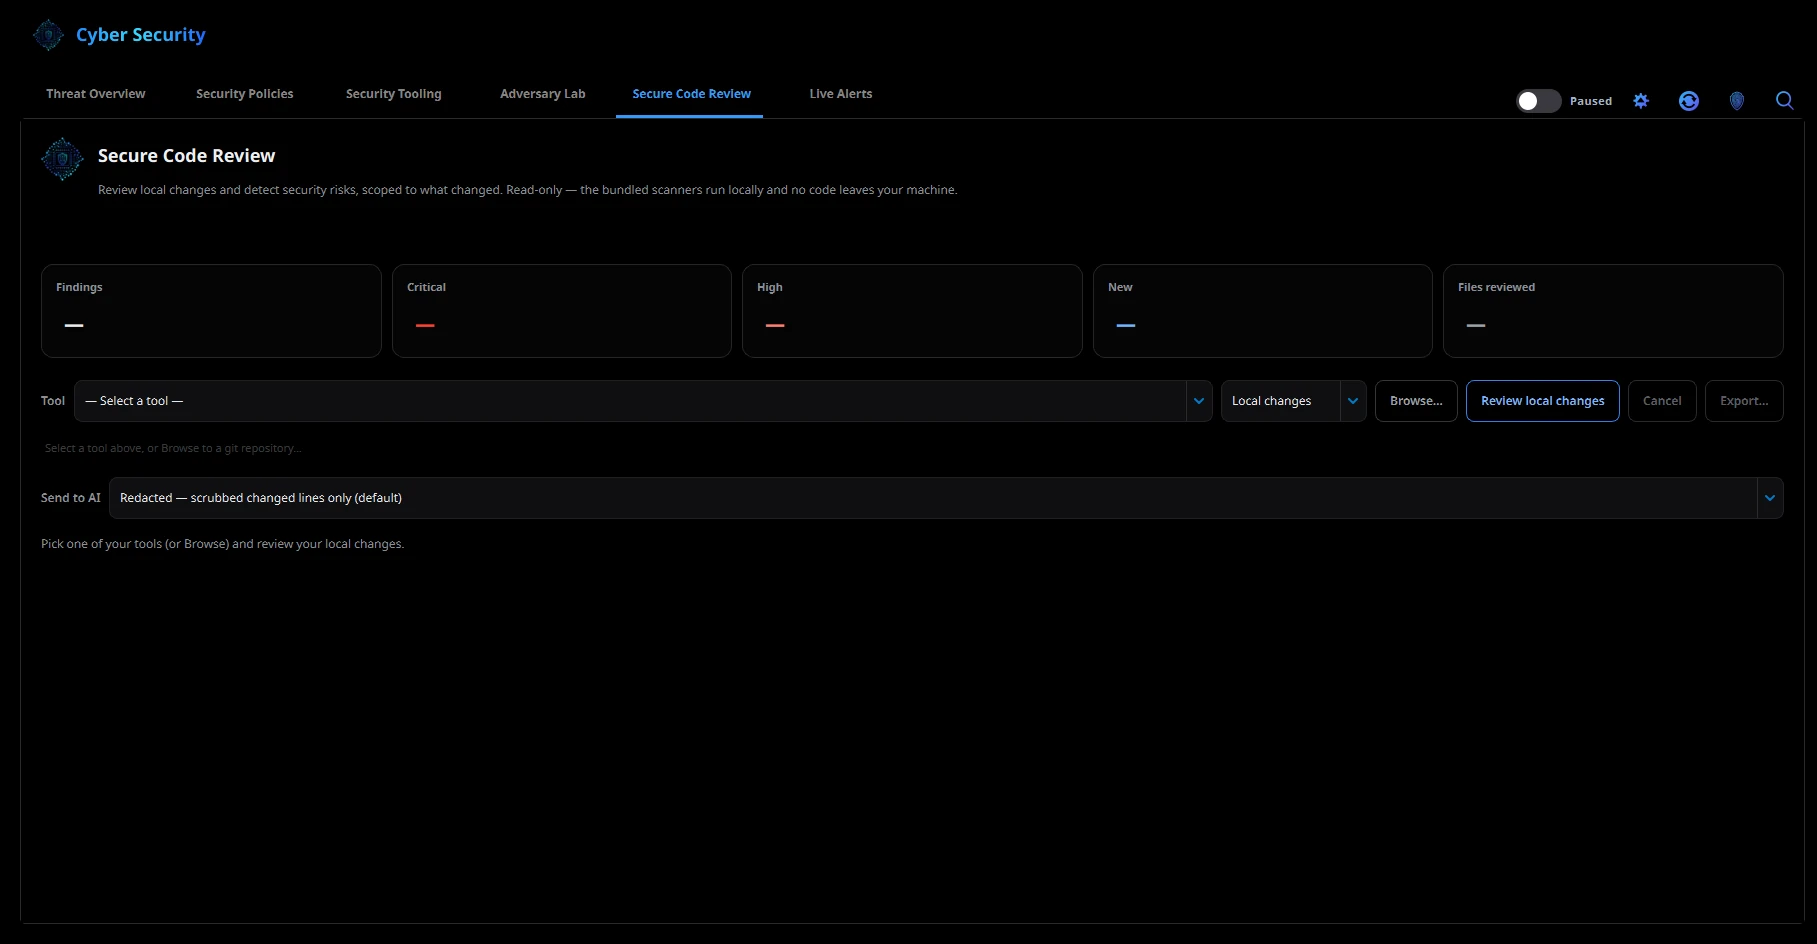 Cyber Security
Threat Overview
Security Policies
Security Tooling
Adversary Lab
Secure Code Review
Live Alerts
Paused
Secure Code Review
Review local changes and detect security risks, scoped to what changed. Read-only — the bundled scanners run locally and no code leaves your machine.
Findings
—
Critical
—
High
—
New
—
Files reviewed
—
Tool
— Select a tool —
Local changes
Browse...
Review local changes
Cancel
Export...
Select a tool above, or Browse to a git repository...
Send to AI
Redacted — scrubbed changed lines only (default)
Pick one of your tools (or Browse) and review your local changes.